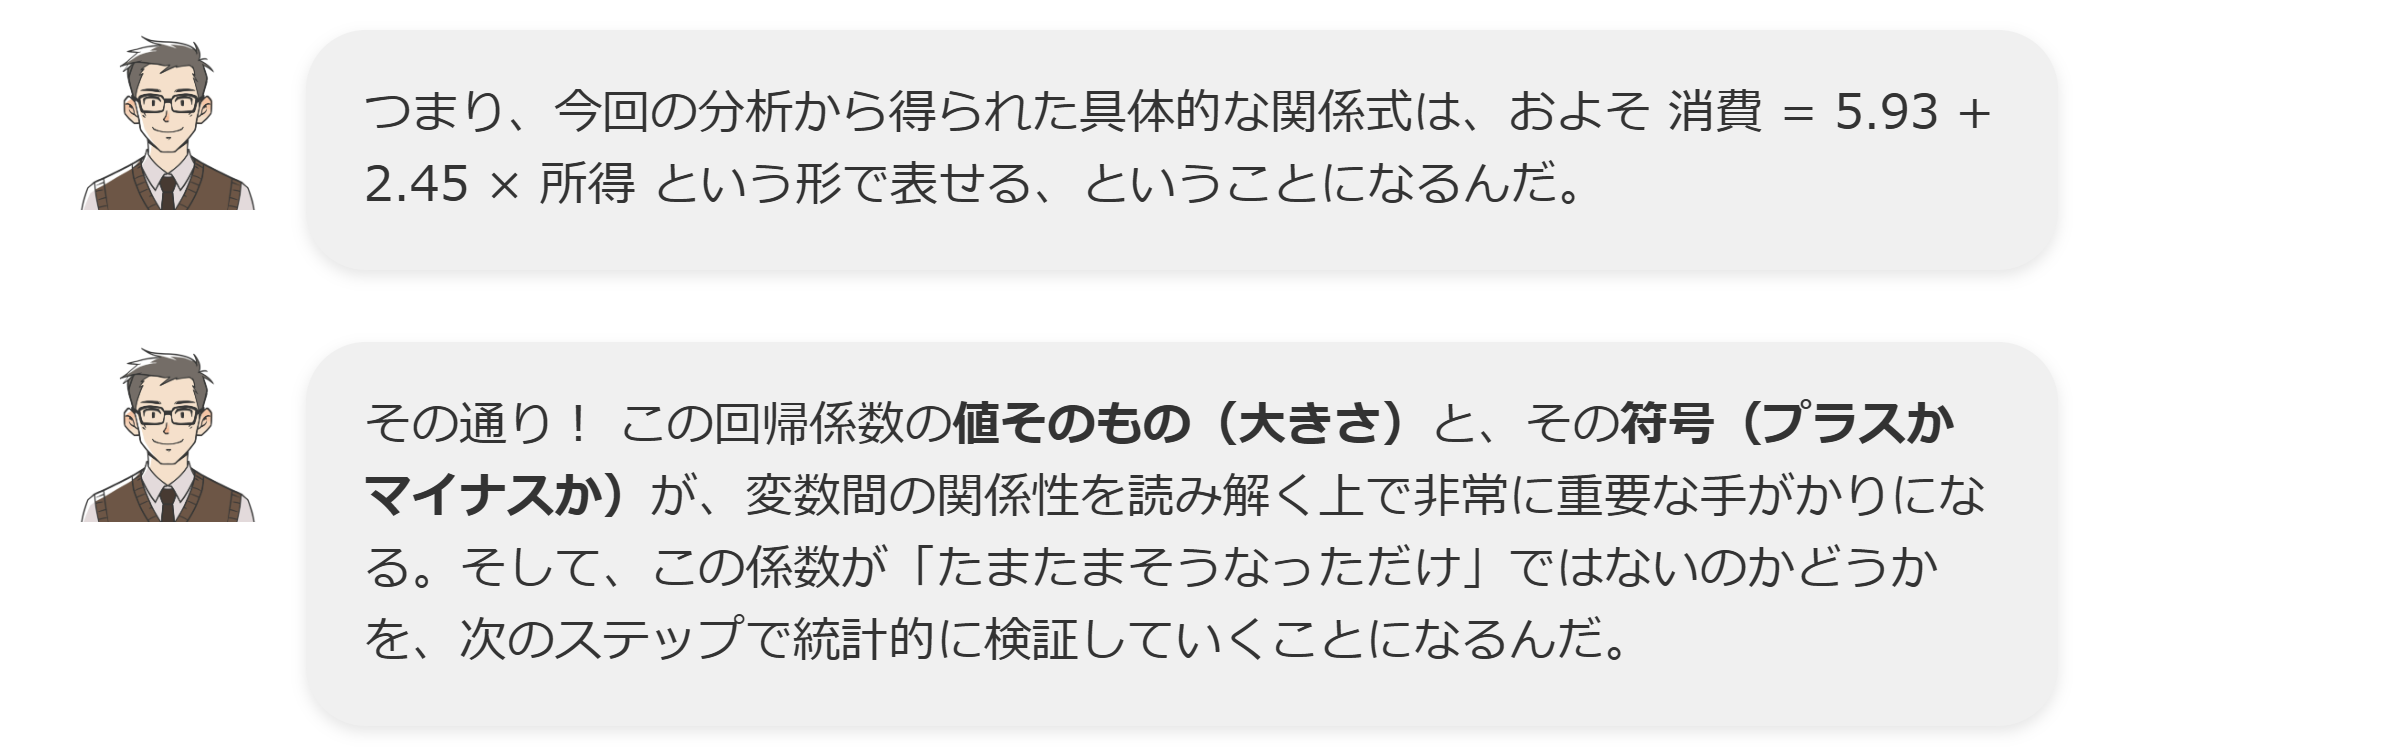 つまり、今回の分析から得られた具体的な関係式は、およそ 消費 = 5.93 +
2.45 × 所得 という形で表せる、ということになるんだ。
その通り！ この回帰係数の値そのもの（大きさ）と、その符号（プラスか
マイナスか）が、変数間の関係性を読み解く上で非常に重要な手がかりにな
る。そして、この係数が「たまたまそうなっただけ」ではないのかどうか
を、次のステップで統計的に検証していくことになるんだ。